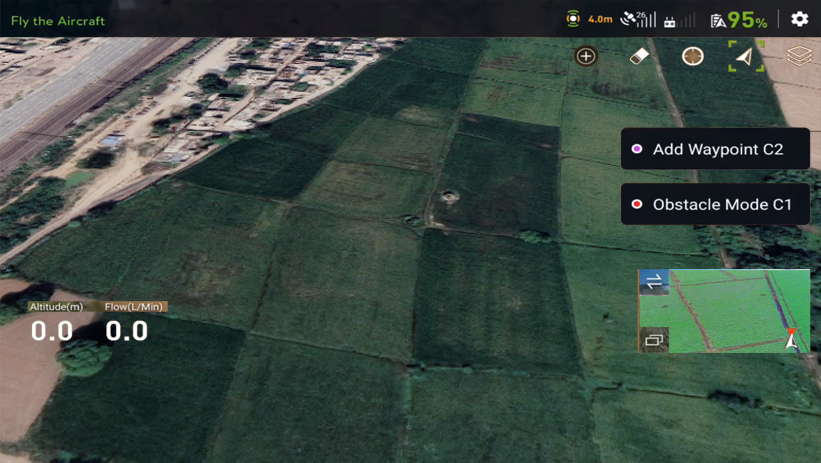 Fly the Aircraft
4.0m
26
95%
Add Waypoint C2
Obstacle Mode C1
Altitude(m) Flow(L/Min)
0.0 0.0